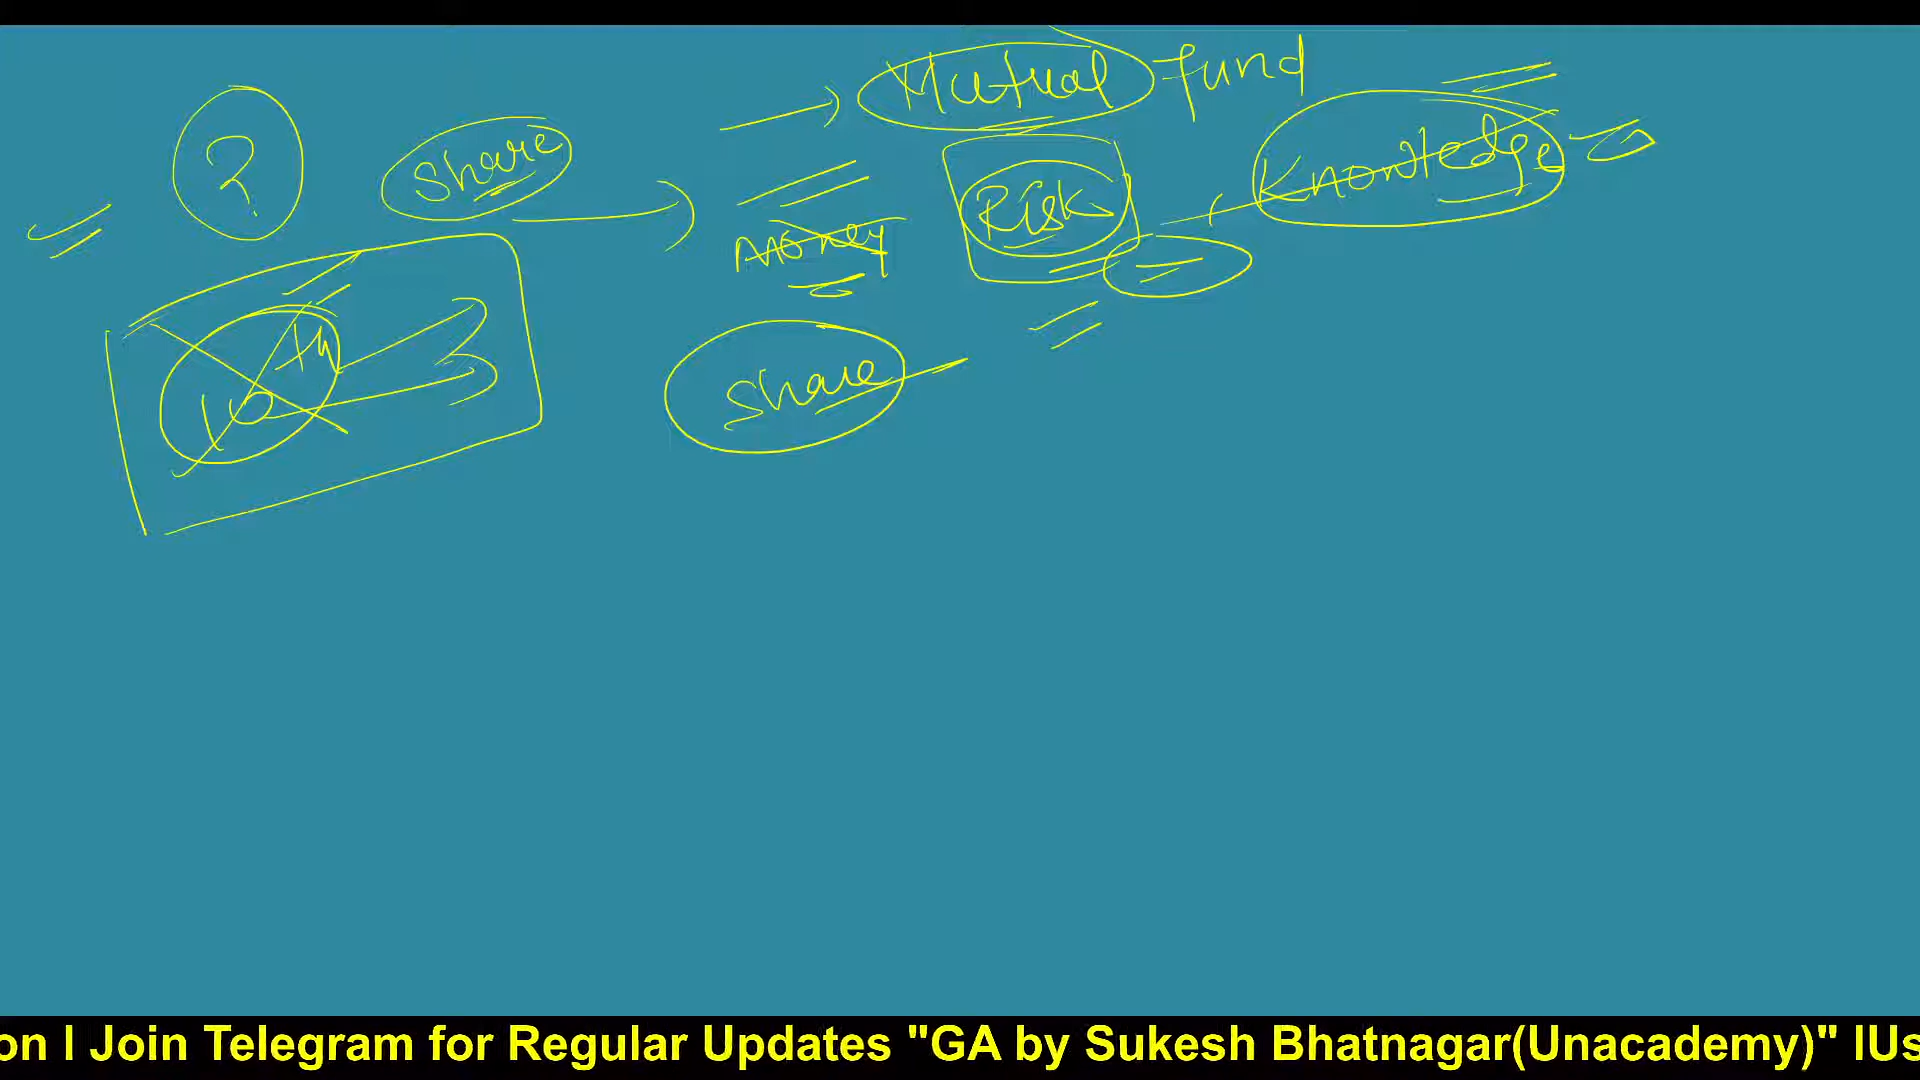 Mutual fund
?
Share
Knowledge
Risk
Money
Share
on I Join Telegram for Regular Updates "GA by Sukesh Bhatnagar(Unacademy)" IUs